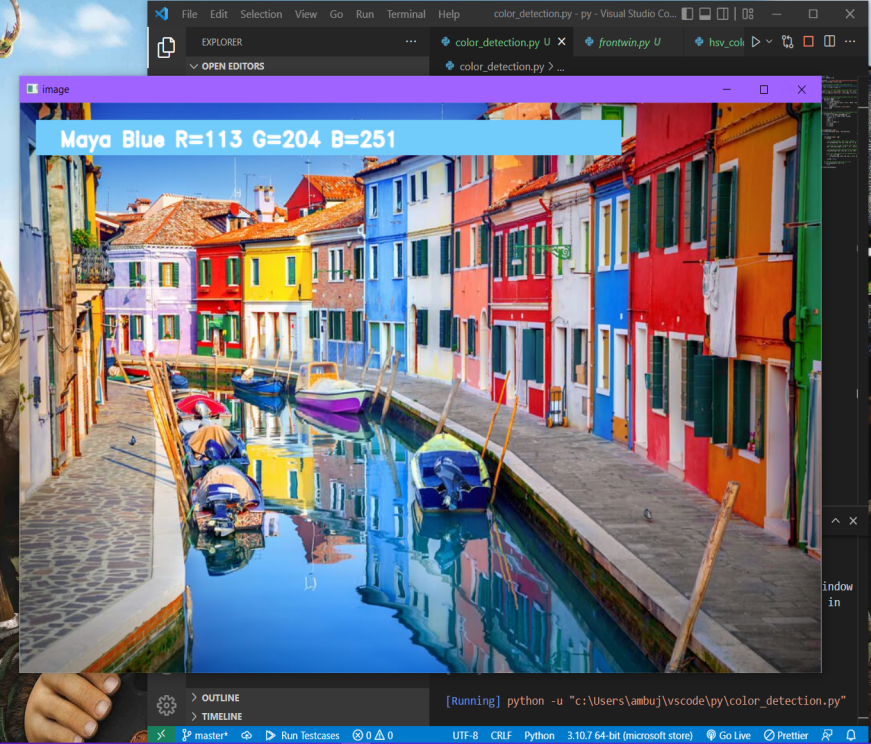 File Edit Selection View Go Run Terminal Help color_detection.py - py - Visual Studio Co...
EXPLORER ...
color_detection.py U
frontwin.py U
OPEN EDITORS
color_detection.py > ...
image
Maya Blue R=113 G=204 B=251
in
OUTLINE
[Running] python -u "c:\Users\ambuj\vscode\py\color_detection.py"
TIMELINE
master* Run Testcases 0 0 UTF-8 CRLF Python 3.10.7 64-bit (microsoft store) Go Live Prettier